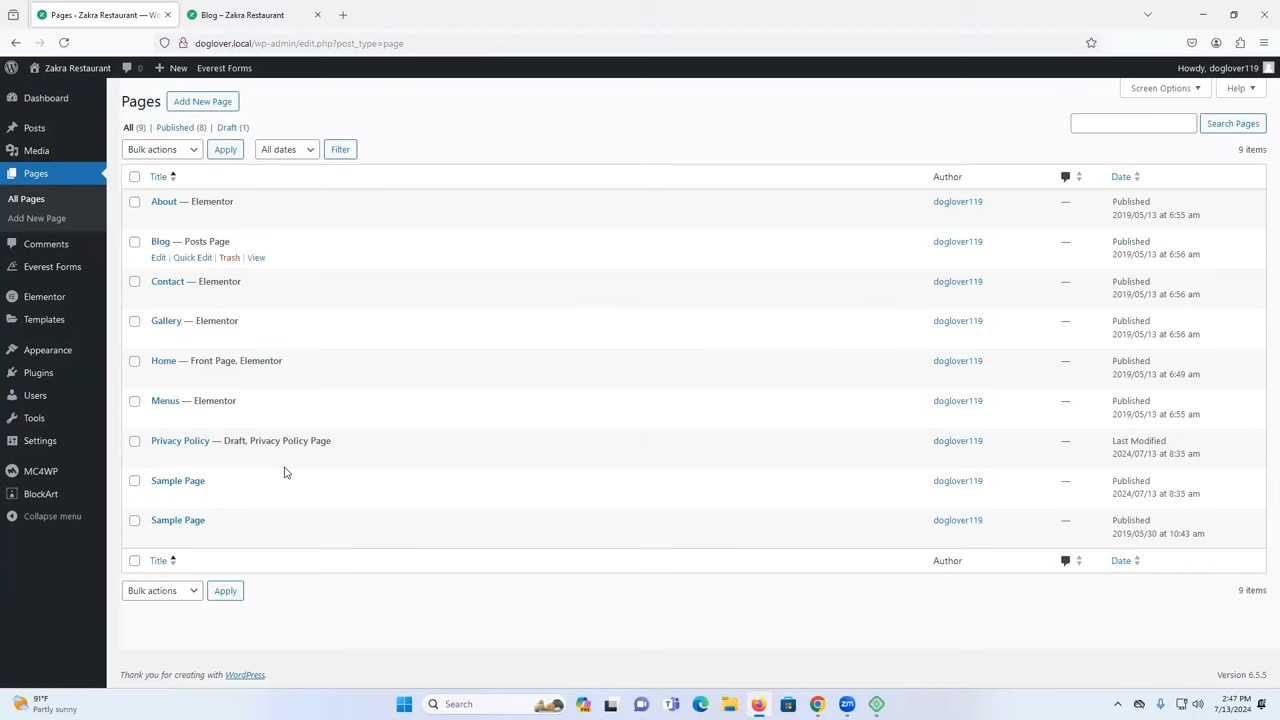 Pages ‹ Zakra Restaurant — Wo
Blog – Zakra Restaurant
doglover.local/wp-admin/edit.php?post_type=page
Zakra Restaurant 0 New Everest Forms Howdy, doglover119
Dashboard
Posts
Media
Pages
All Pages
Add New Page
Comments
Everest Forms
Elementor
Templates
Appearance
Plugins
Users
Tools
Settings
MC4WP
BlockArt
Collapse menu
Screen Options Help
Pages Add New Page
All (9) | Published (8) | Draft (1)
Search Pages
Bulk actions Apply All dates Filter 9 items
Title Author Date
About — Elementor doglover119 — Published
2019/05/13 at 6:55 am
Blog — Posts Page doglover119 — Published
Edit | Quick Edit | Trash | View 2019/05/13 at 6:56 am
Contact — Elementor doglover119 — Published
2019/05/13 at 6:56 am
Gallery — Elementor doglover119 — Published
2019/05/13 at 6:56 am
Home — Front Page, Elementor doglover119 — Published
2019/05/13 at 6:49 am
Menus — Elementor doglover119 — Published
2019/05/13 at 6:55 am
Privacy Policy — Draft, Privacy Policy Page doglover119 — Last Modified
2024/07/13 at 8:35 am
Sample Page doglover119 — Published
2024/07/13 at 8:35 am
Sample Page doglover119 — Published
2019/05/30 at 10:43 am
Title Author Date
Bulk actions Apply 9 items
Thank you for creating with WordPress. Version 6.5.5
91°F
Partly sunny
Search
zm
2:47 PM
7/13/2024